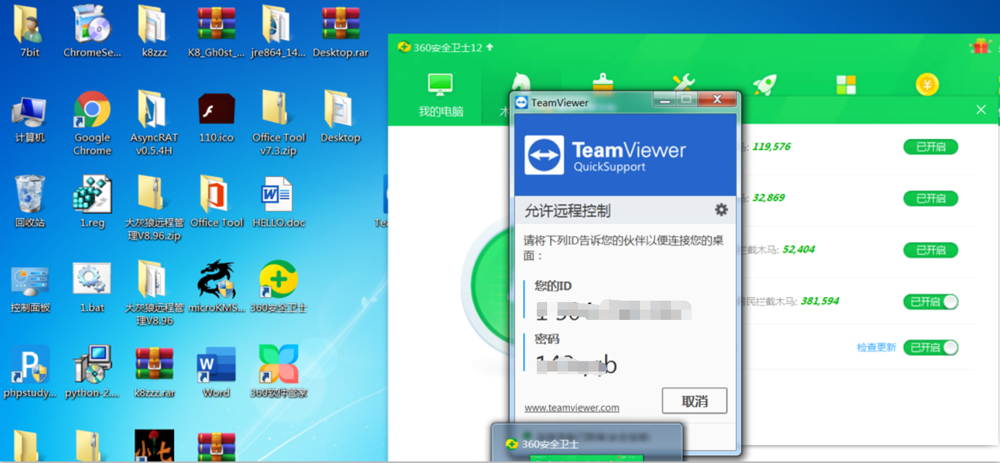 7bit
ChromeSe...
k8zzz
K8_Gh0st_...
jre864_14...
Desktop.rar
计算机
Google Chrome
AsyncRAT v0.5.4H
110.ico
Office Tool v7.3.zip
Desktop
回收站
1.reg
大灰狼远程管理V8.96.zip
Office Tool
HELLO.doc
控制面板
1.bat
大灰狼远程管理V8.96
microKMS...
360安全卫士
phpstudy...
python-2....
k8zzz.rar
Word
360软件管家
小七
360安全卫士12
我的电脑
木
119,576
已开启
32,869
已开启
拦截木马: 52,404
已开启
网民拦截木马: 381,594
已开启
检查更新
已开启
TeamViewer
TeamViewer
QuickSupport
允许远程控制
请将下列ID告诉您的伙伴以便连接您的桌
面：
您的ID
密码
www.teamviewer.com
取消
360安全卫士